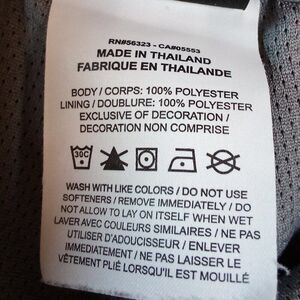 RN#56323 - CA#05553
MADE IN THAILAND
FABRIQUE EN THAILANDE
BODY / CORPS: 100% POLYESTER
LINING / DOUBLURE: 100% POLYESTER
EXCLUSIVE OF DECORATION /
DECORATION NON COMPRISE
30C
WASH WITH LIKE COLORS / DO NOT USE
SOFTENERS / REMOVE IMMEDIATELY / DO
NOT ALLOW TO LAY ON ITSELF WHEN WET
LAVER AVEC COULEURS SIMILAIRES / NE PAS
UTILISER D'ADOUCISSEUR / ENLEVER
IMMEDIATEMENT / NE PAS LAISSER LE
VÊTEMENT PLIÉ LORSQU'IL EST MOUILLÉ